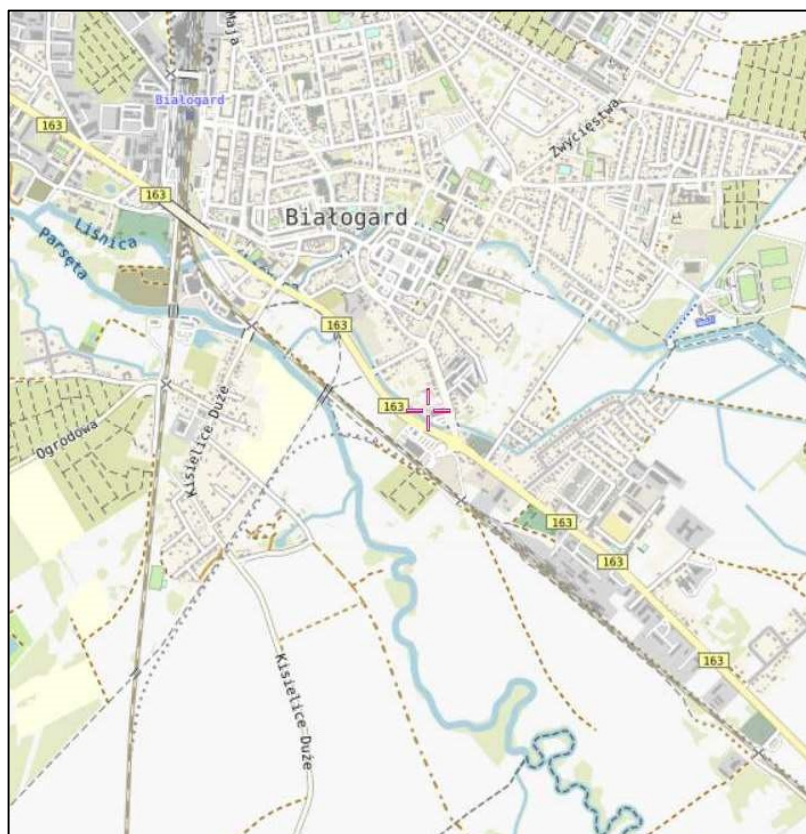 Maja
Białogard
163
Zwycięstwa
163
Białogard
Liśnica
Parsęta
163
163
Ogrodowa
Kisielice Duże
163
163
163
Kisielice Duże